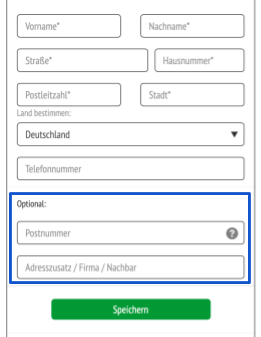 Vorname* Nachname*
Straße* Hausnummer*
Postleitzahl* Stadt*
Land bestimmen:
Deutschland
Telefonnummer
Optional:
Postnummer ?
Adresszusatz / Firma / Nachbar
Speichern